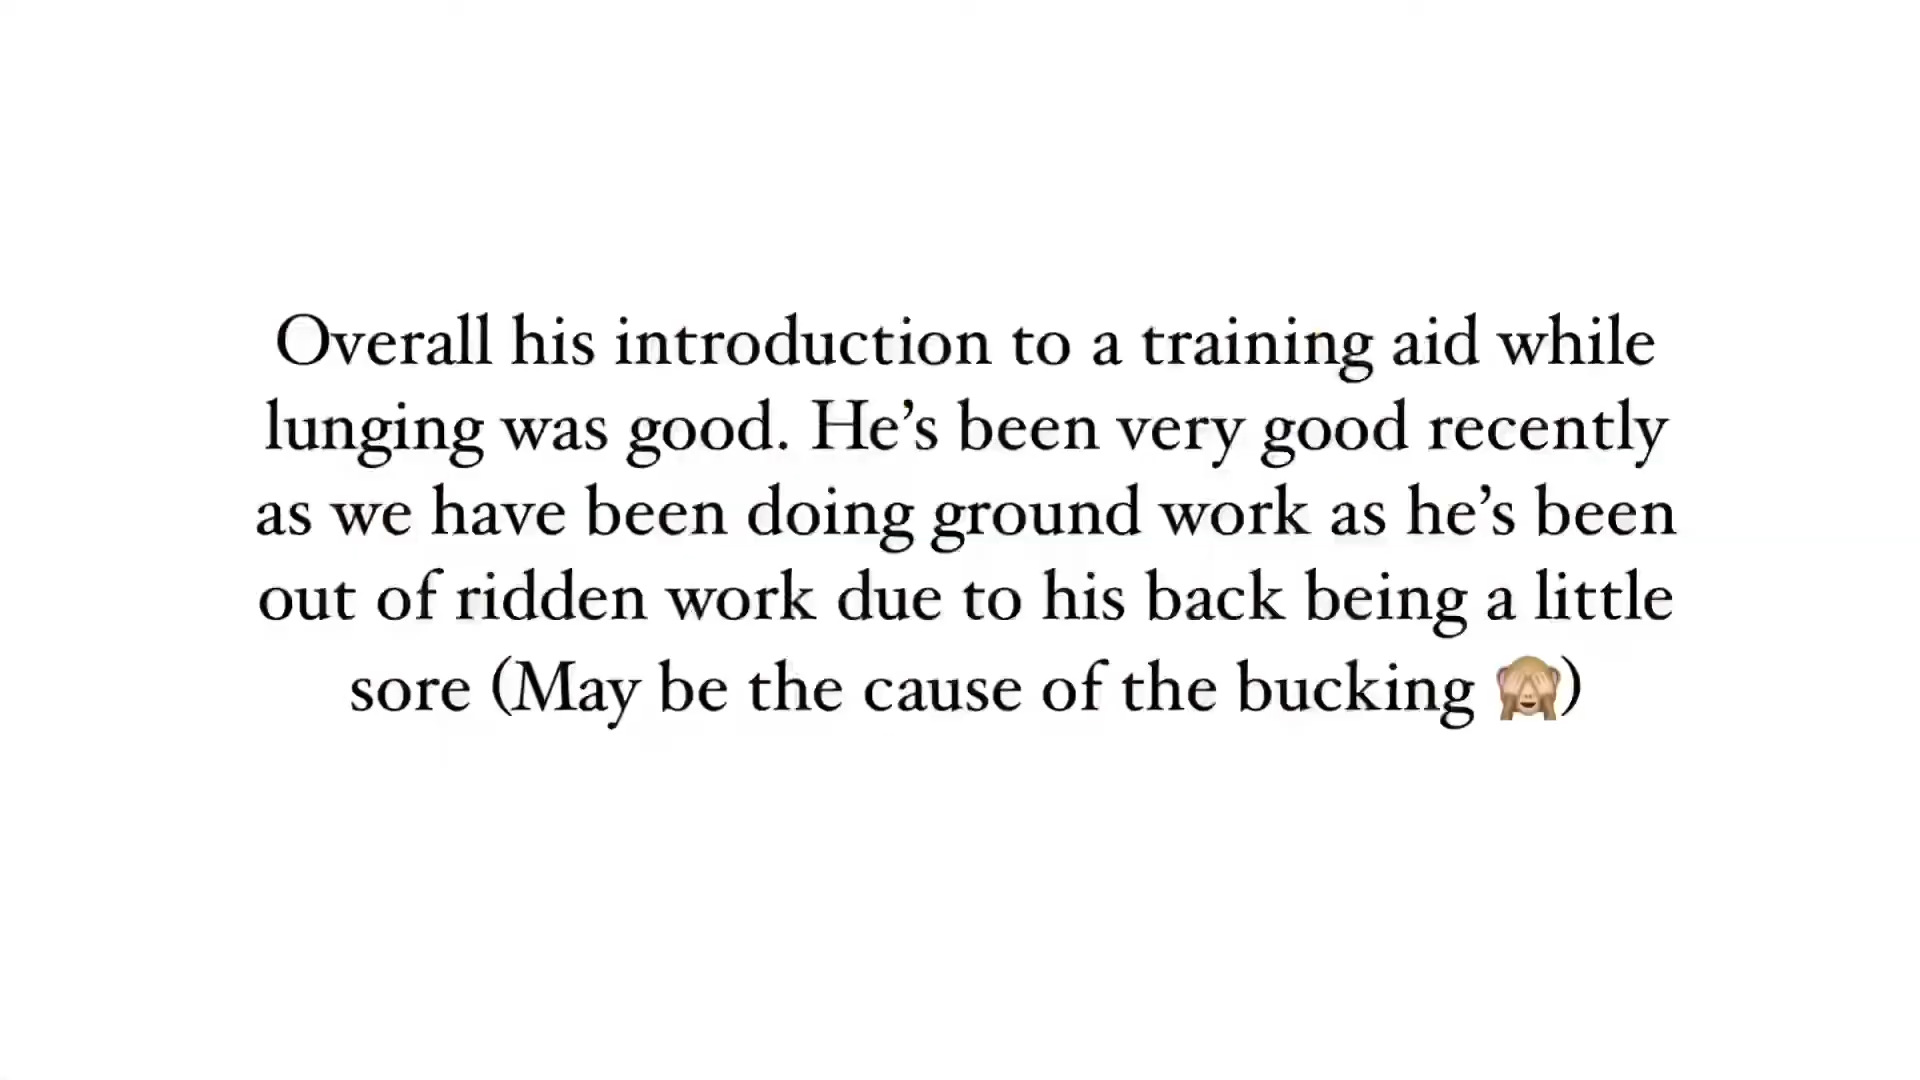 Overall his introduction to a training aid while
lunging was good. He’s been very good recently
as we have been doing ground work as he’s been
out of ridden work due to his back being a little
sore (May be the cause of the bucking 🙈)